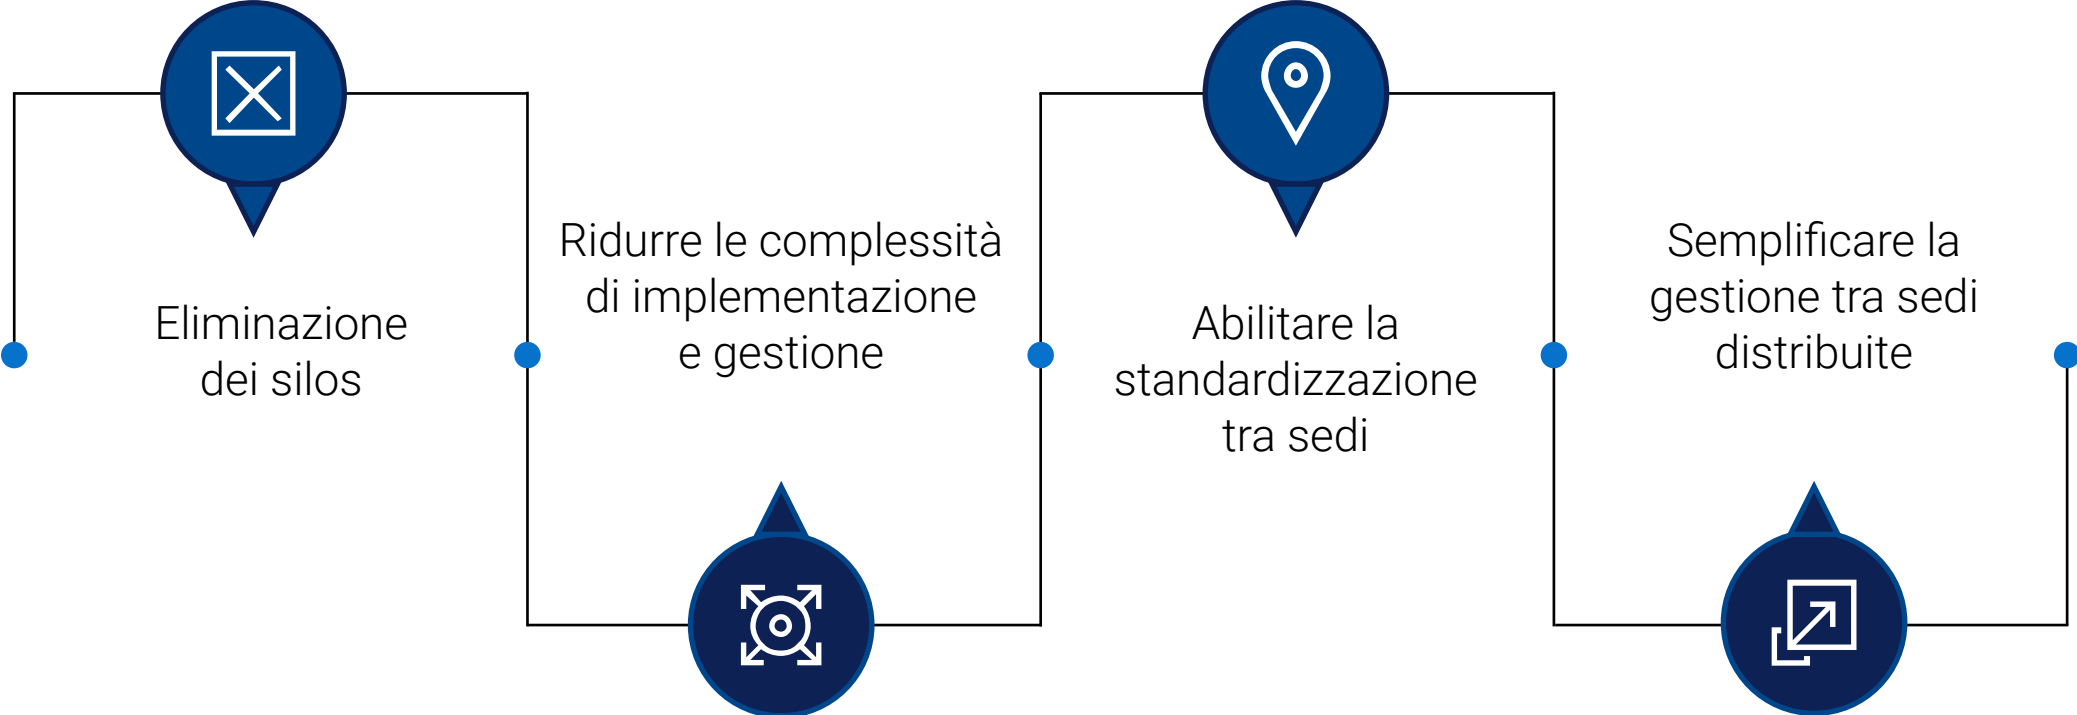 Eliminazione
dei silos
Ridurre le complessità
di implementazione
e gestione
Abilitare la
standardizzazione
tra sedi
Semplificare la
gestione tra sedi
distribuite